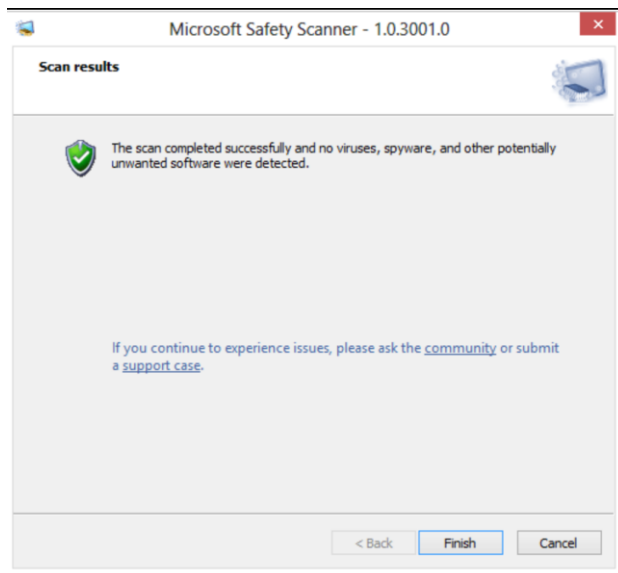 Microsoft Safety Scanner - 1.0.3001.0
Scan results
The scan completed successfully and no viruses, spyware, and other potentially
unwanted software were detected.
If you continue to experience issues, please ask the community or submit
a support case.
< Back Finish Cancel